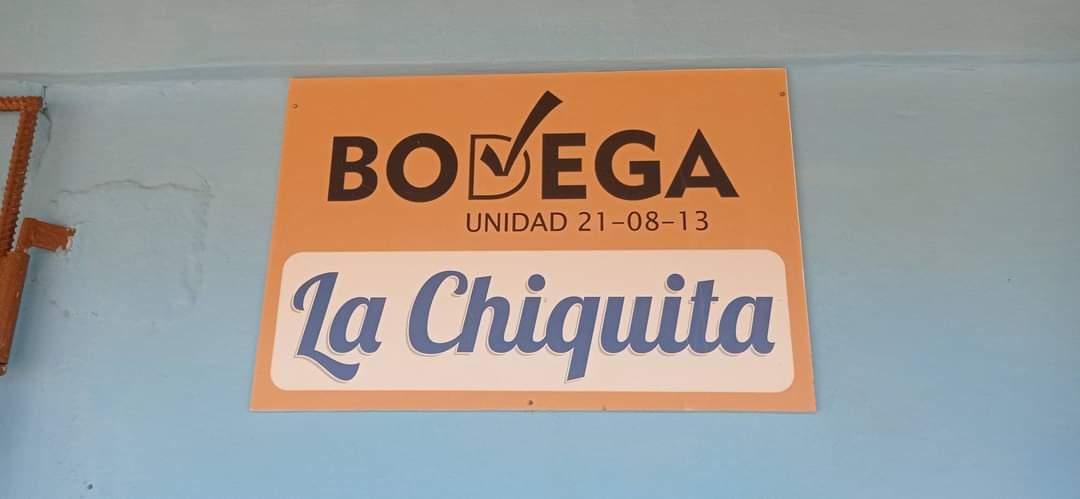 BODEGA
UNIDAD 21-08-13
La Chiquita